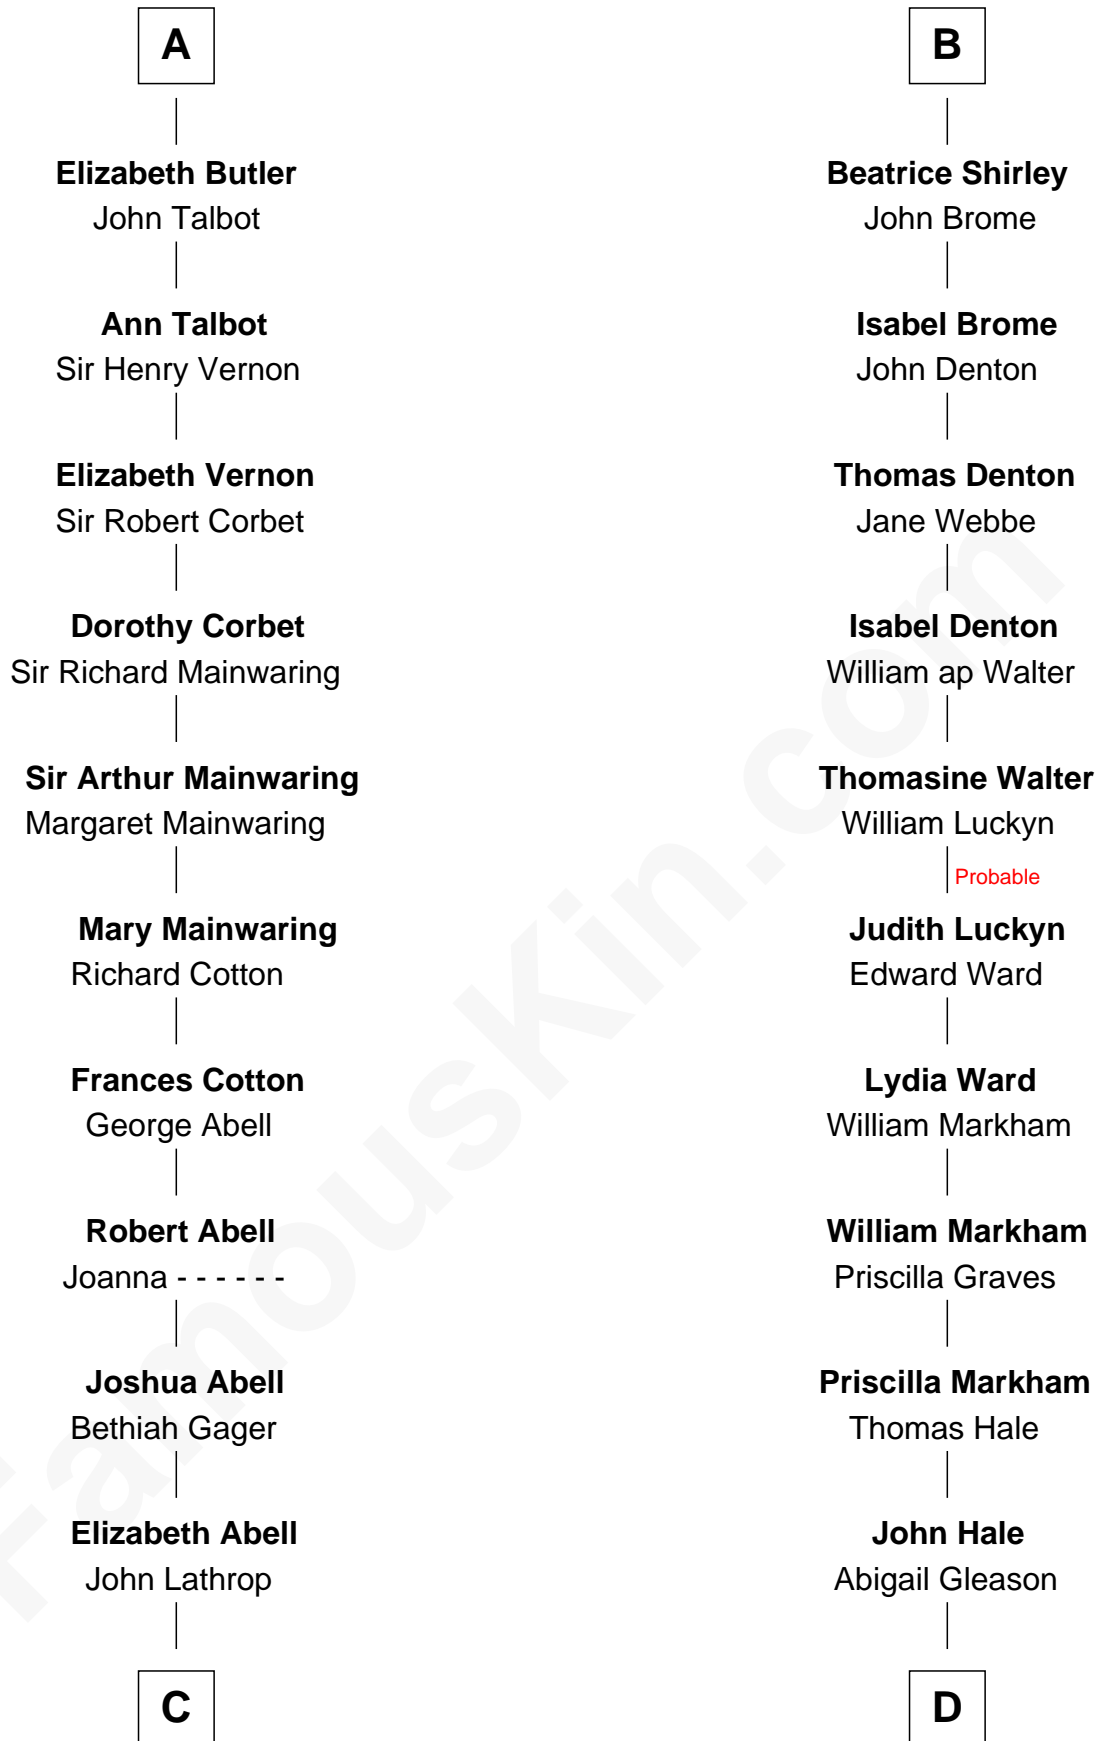 A
Elizabeth Butler
John Talbot
Ann Talbot
Sir Henry Vernon
Elizabeth Vernon
Sir Robert Corbet
Dorothy Corbet
Sir Richard Mainwaring
Sir Arthur Mainwaring
Margaret Mainwaring
Mary Mainwaring
Richard Cotton
Frances Cotton
George Abell
Robert Abell
Joanna - - - - - -
Joshua Abell
Bethiah Gager
Elizabeth Abell
John Lathrop
C
B
Beatrice Shirley
John Brome
Isabel Brome
John Denton
Thomas Denton
Jane Webbe
Isabel Denton
William ap Walter
Thomasine Walter
William Luckyn
Probable
Judith Luckyn
Edward Ward
Lydia Ward
William Markham
William Markham
Priscilla Graves
Priscilla Markham
Thomas Hale
John Hale
Abigail Gleason
D
FamousKin.com